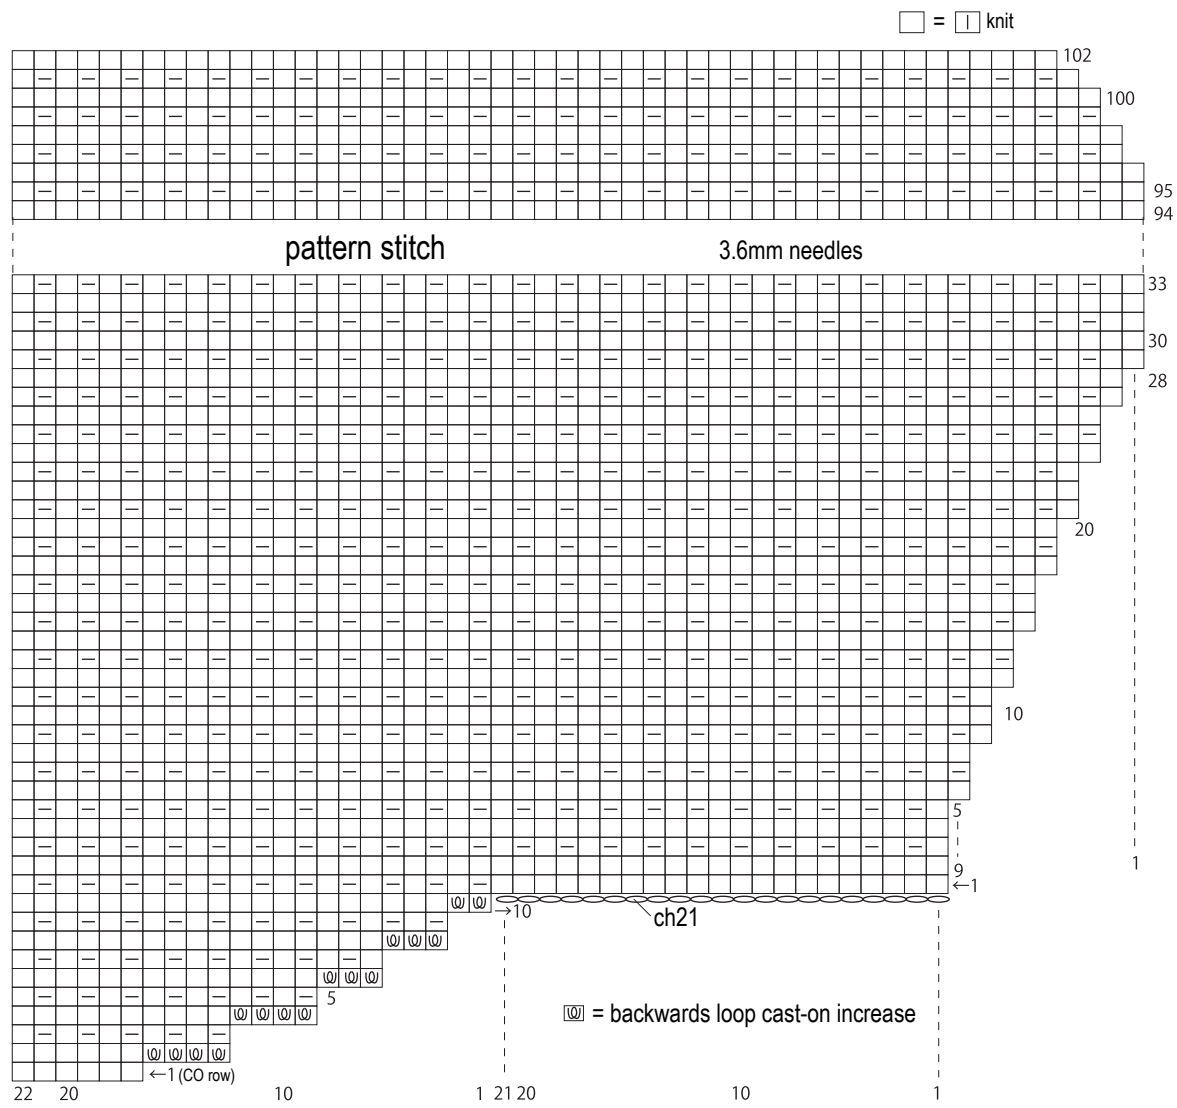 = | knit
102
100
95
94
pattern stitch 3.6mm needles
33
30
28
20
10
5
9
←1
1
→10
ch21
5
= backwards loop cast-on increase
←1 (CO row)
22 20 10 1 21 20 10 1